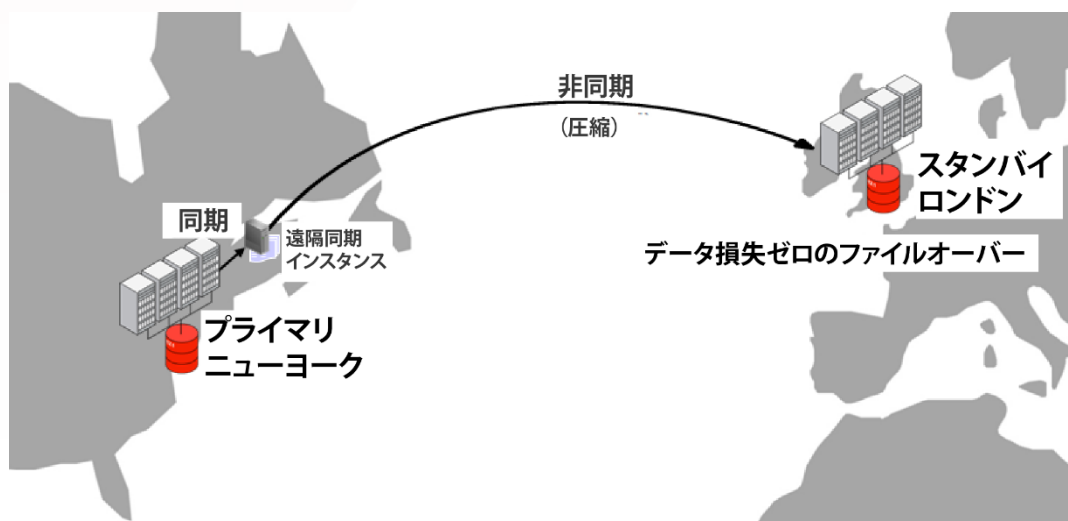 非同期
(圧縮)
スタンバイ
ロンドン
同期
遠隔同期
インスタンス
データ損失ゼロのファイルオーバー
プライマリ
ニューヨーク